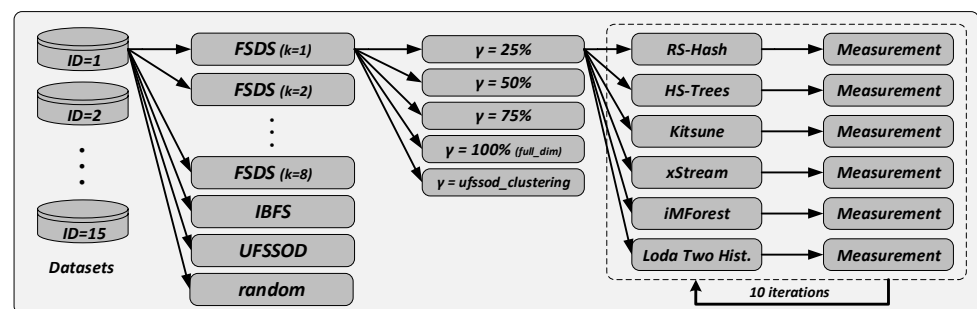 ID=1
ID=2
ID=15
Datasets
FSDS (k=1)
FSDS (k=2)
FSDS (k=8)
IBFS
UFSSOD
random
γ = 25%
γ = 50%
γ = 75%
γ = 100% (full_dim)
γ = ufssod_clustering
RS-Hash
Measurement
HS-Trees
Measurement
Kitsune
Measurement
xStream
Measurement
iMForest
Measurement
Loda Two Hist.
Measurement
10 iterations